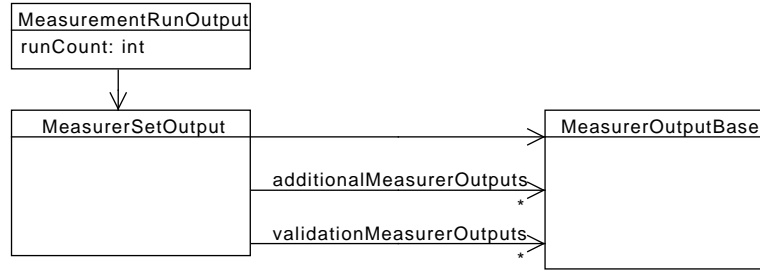 MeasurementRunOutput
runCount: int
MeasurerSetOutput
MeasurerOutputBase
additionalMeasurerOutputs
*
validationMeasurerOutputs
*